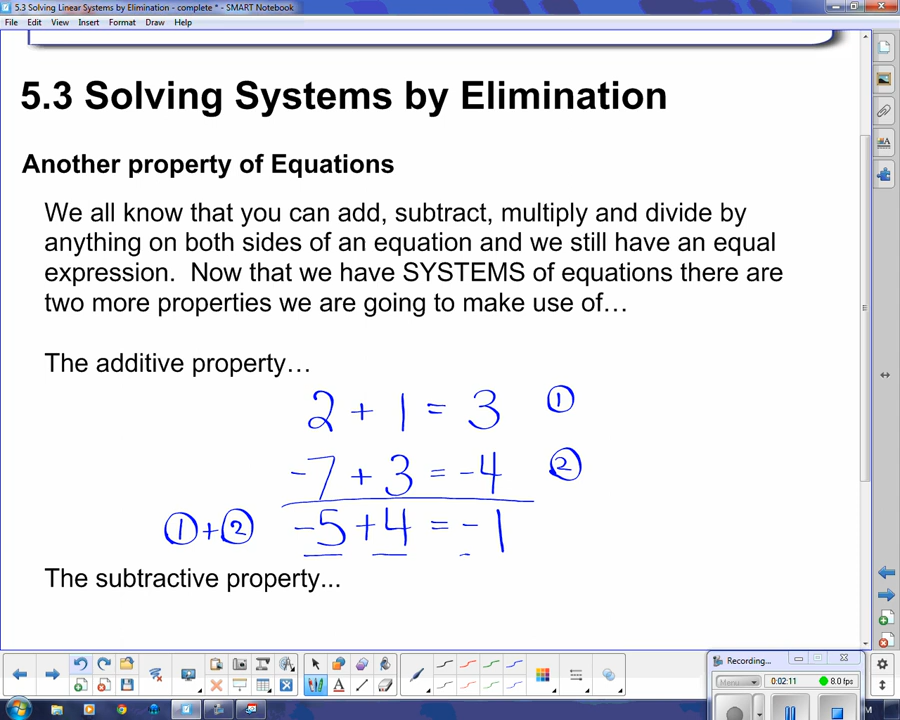 5.3 Solving Linear Systems by Elimination - complete * - SMART Notebook
File Edit View Insert Format Draw Help
5.3 Solving Systems by Elimination
Another property of Equations
We all know that you can add, subtract, multiply and divide by
anything on both sides of an equation and we still have an equal
expression. Now that we have SYSTEMS of equations there are
two more properties we are going to make use of…
The additive property…
2 + 1 = 3 ①
-7 + 3 = -4 ②
①+② -5 + 4 = -1
The subtractive property...
Recording...
Menu
0:02:11 8.0 fps